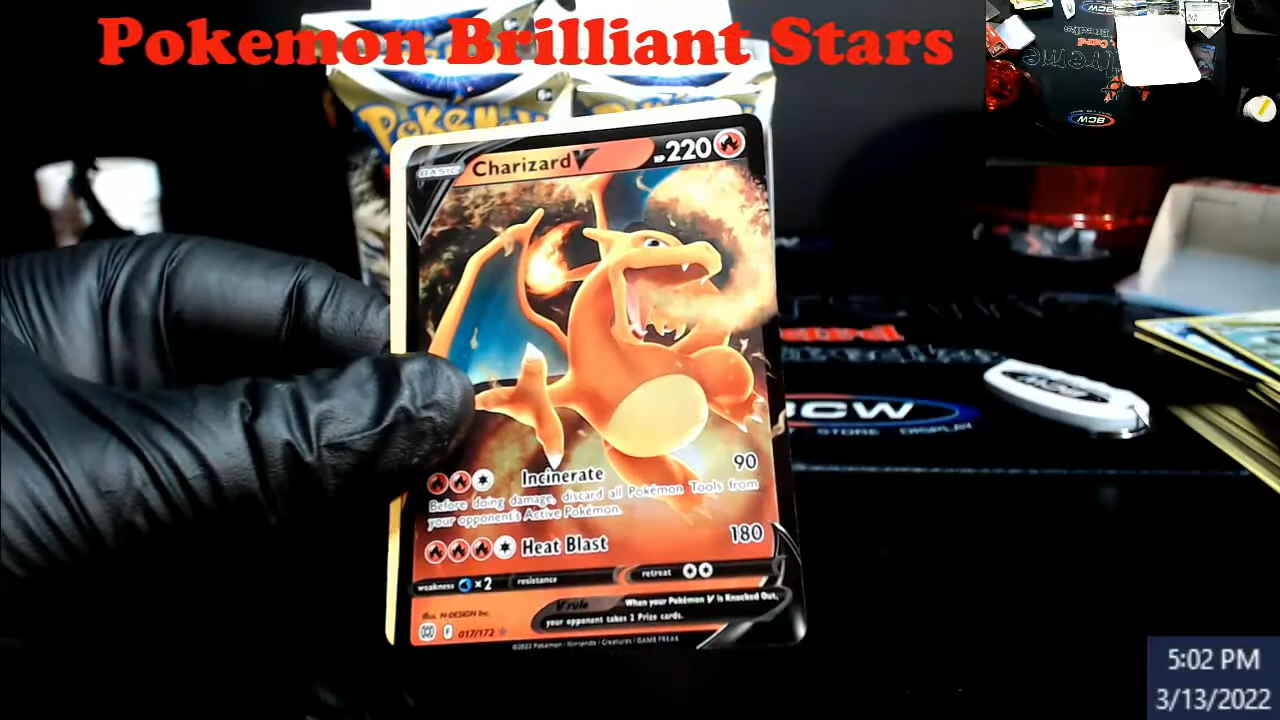 Pokemon Brilliant Stars
POKéMON
BASIC Charizard V HP 220
Incinerate 90
Before doing damage, discard all Pokémon Tools from
your opponent's Active Pokémon.
Heat Blast 180
weakness ×2 resistance retreat
V rule When your Pokémon V is Knocked Out,
your opponent takes 2 Prize cards.
Illus. N-DESIGN Inc.
F 017/172
©2022 Pokémon / Nintendo / Creatures / GAME FREAK
BCW
BCW
BCW
5:02 PM
3/13/2022